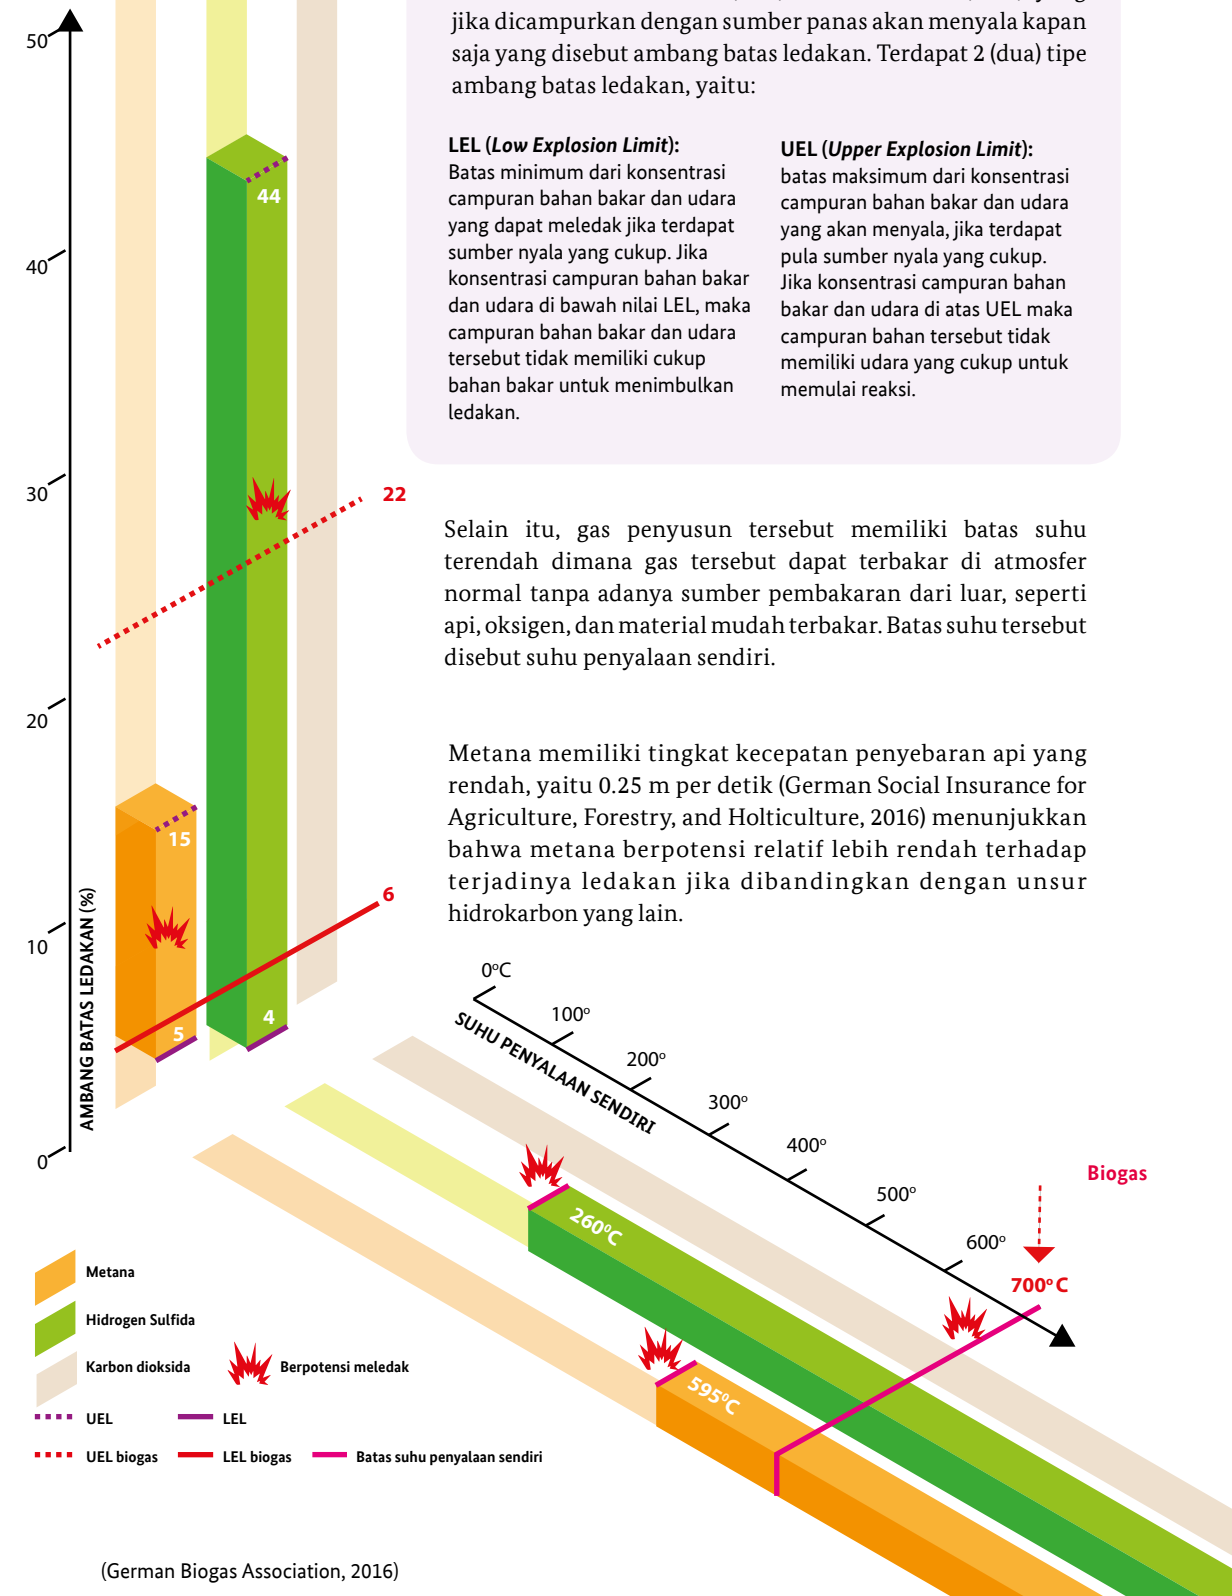 jika dicampurkan dengan sumber panas akan menyala kapan
saja yang disebut ambang batas ledakan. Terdapat 2 (dua) tipe
ambang batas ledakan, yaitu:
LEL (Low Explosion Limit):
Batas minimum dari konsentrasi
campuran bahan bakar dan udara
yang dapat meledak jika terdapat
sumber nyala yang cukup. Jika
konsentrasi campuran bahan bakar
dan udara di bawah nilai LEL, maka
campuran bahan bakar dan udara
tersebut tidak memiliki cukup
bahan bakar untuk menimbulkan
ledakan.
UEL (Upper Explosion Limit):
batas maksimum dari konsentrasi
campuran bahan bakar dan udara
yang akan menyala, jika terdapat
pula sumber nyala yang cukup.
Jika konsentrasi campuran bahan
bakar dan udara di atas UEL maka
campuran bahan tersebut tidak
memiliki udara yang cukup untuk
memulai reaksi.
50
40
30
20
10
0
AMBANG BATAS LEDAKAN (%)
44
22
15
6
5
4
Selain itu, gas penyusun tersebut memiliki batas suhu
terendah dimana gas tersebut dapat terbakar di atmosfer
normal tanpa adanya sumber pembakaran dari luar, seperti
api, oksigen, dan material mudah terbakar. Batas suhu tersebut
disebut suhu penyalaan sendiri.
Metana memiliki tingkat kecepatan penyebaran api yang
rendah, yaitu 0.25 m per detik (German Social Insurance for
Agriculture, Forestry, and Holticulture, 2016) menunjukkan
bahwa metana berpotensi relatif lebih rendah terhadap
terjadinya ledakan jika dibandingkan dengan unsur
hidrokarbon yang lain.
0°C
100°
200°
300°
400°
500°
600°
SUHU PENYALAAN SENDIRI
Biogas
700°C
260°C
595°C
Metana
Hidrogen Sulfida
Karbon dioksida
Berpotensi meledak
UEL
LEL
UEL biogas
LEL biogas
Batas suhu penyalaan sendiri
(German Biogas Association, 2016)